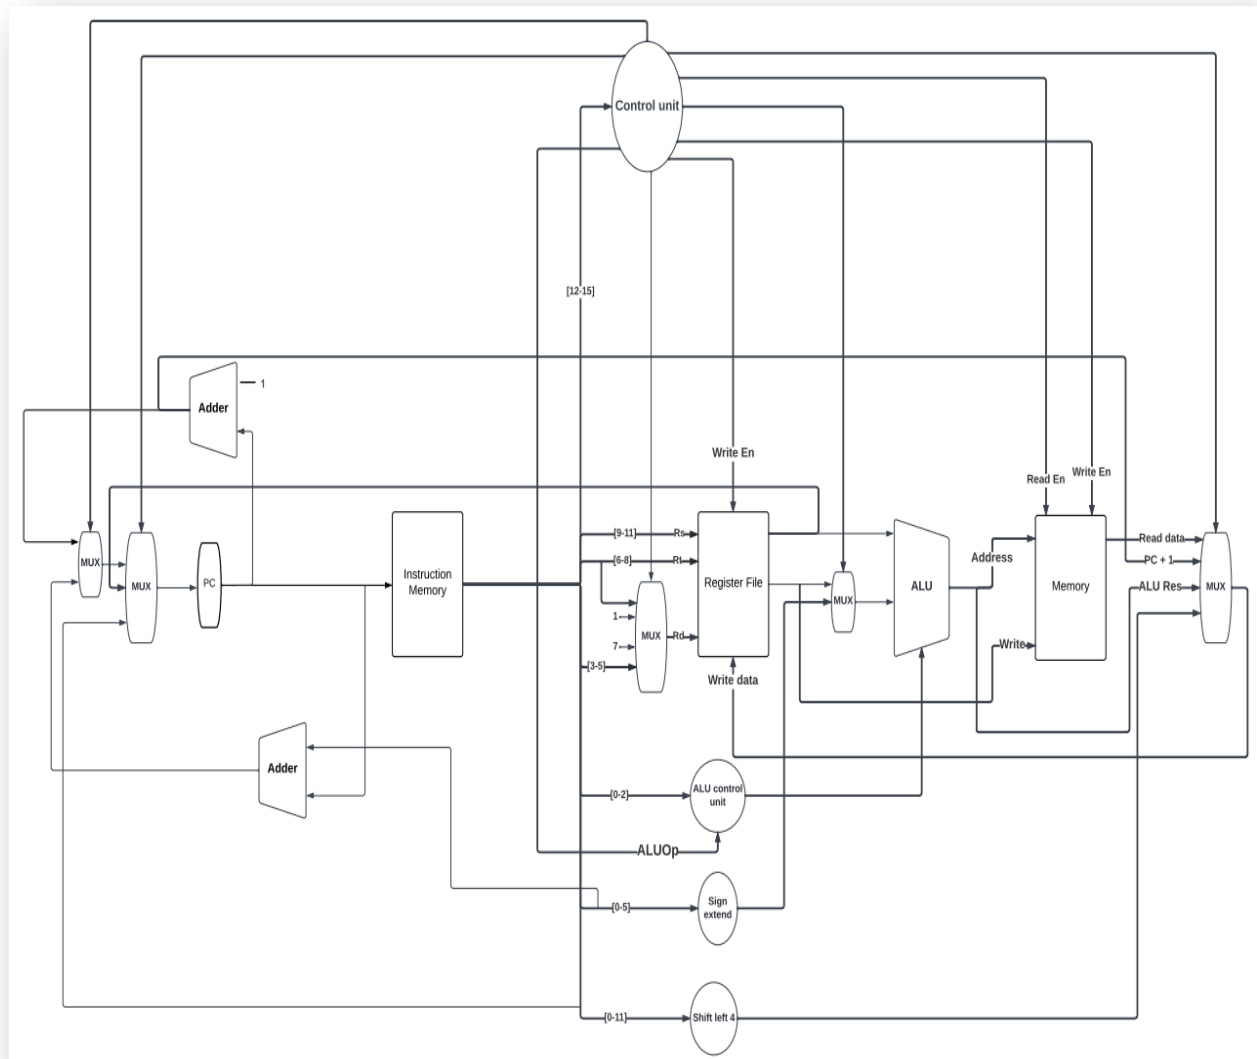 Control unit
[12-15]
1
Adder
Write En
Read En
Write En
[9-11]
Rs
Read data
Address
PC + 1
MUX
[6-8]
Rt
Instruction
Memory
PC
Register File
MUX
ALU
Memory
ALU Res
MUX
MUX
1
MUX
Rd
7
Write
[3-5]
Write data
Adder
[0-2]
ALU control
unit
ALUOp
[0-5]
Sign
extend
[0-11]
Shift left 4